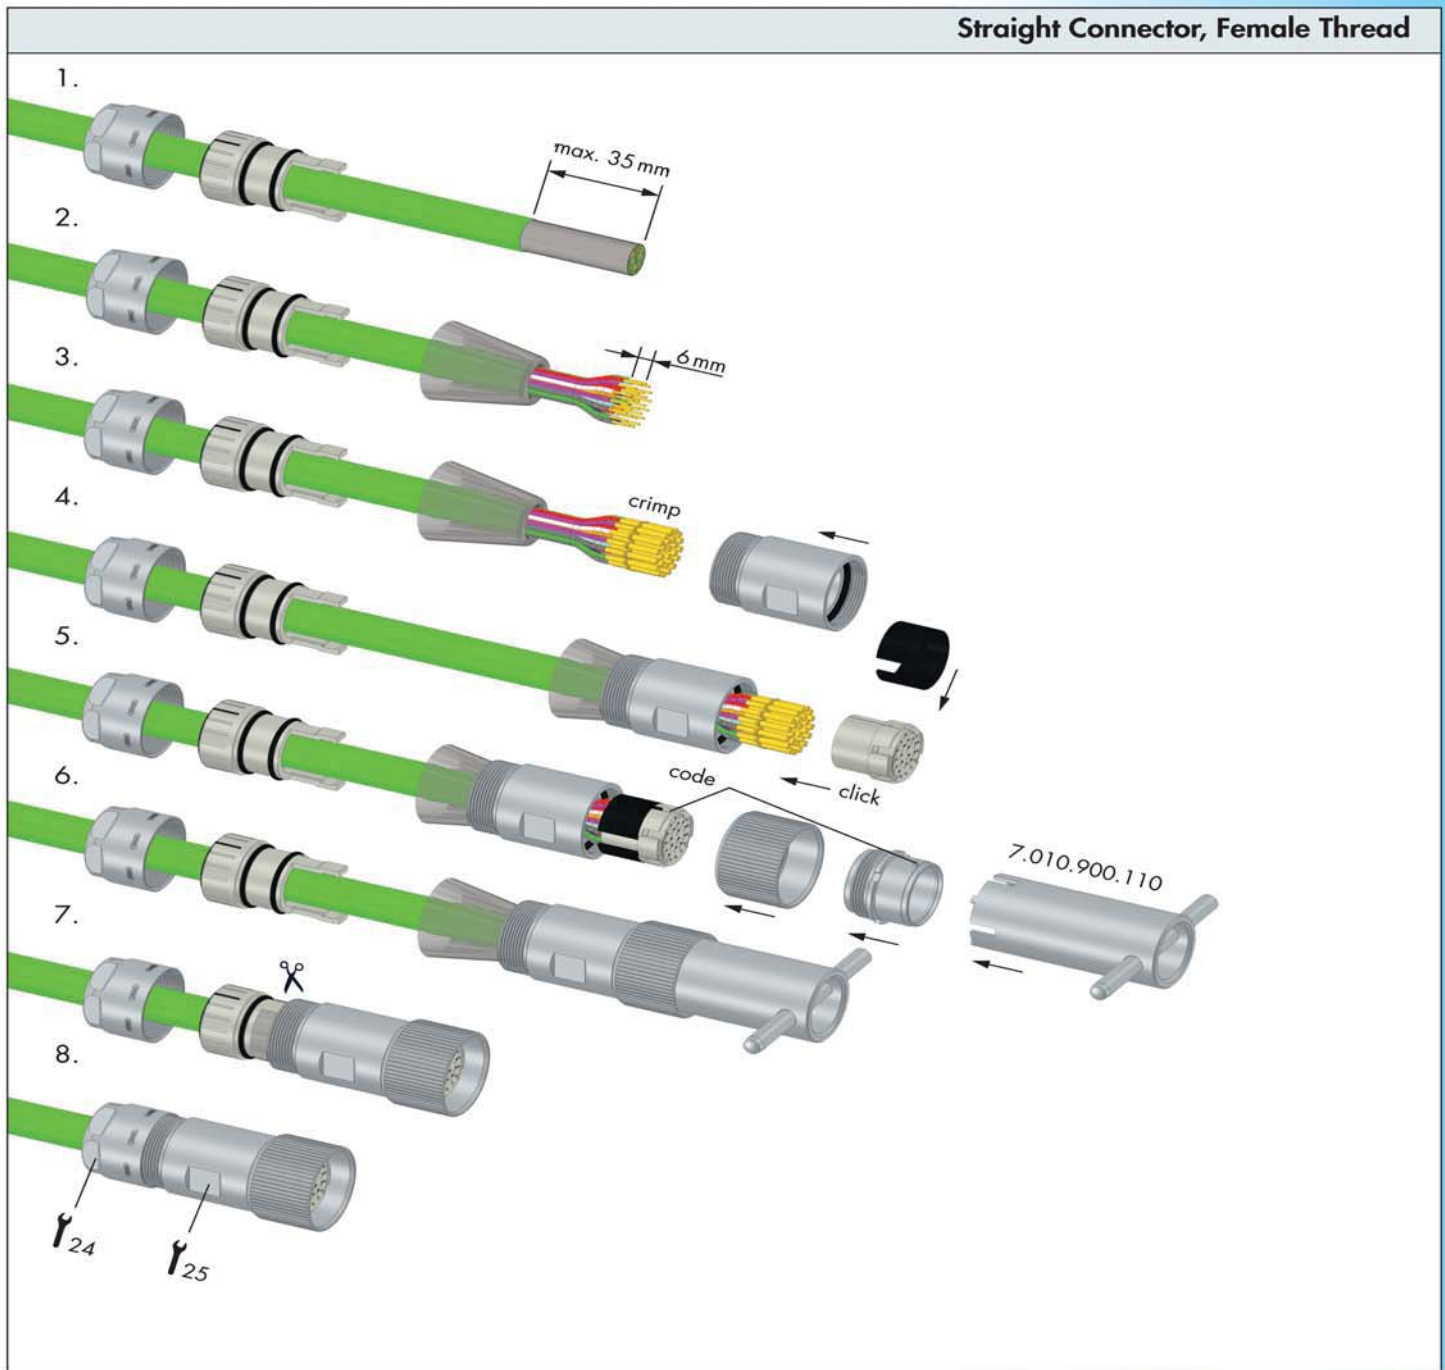 Straight Connector, Female Thread
1.
max. 35 mm
2.
6 mm
3.
4.
crimp
5.
click
6.
code
7.010.900.110
7.
8.
24
25